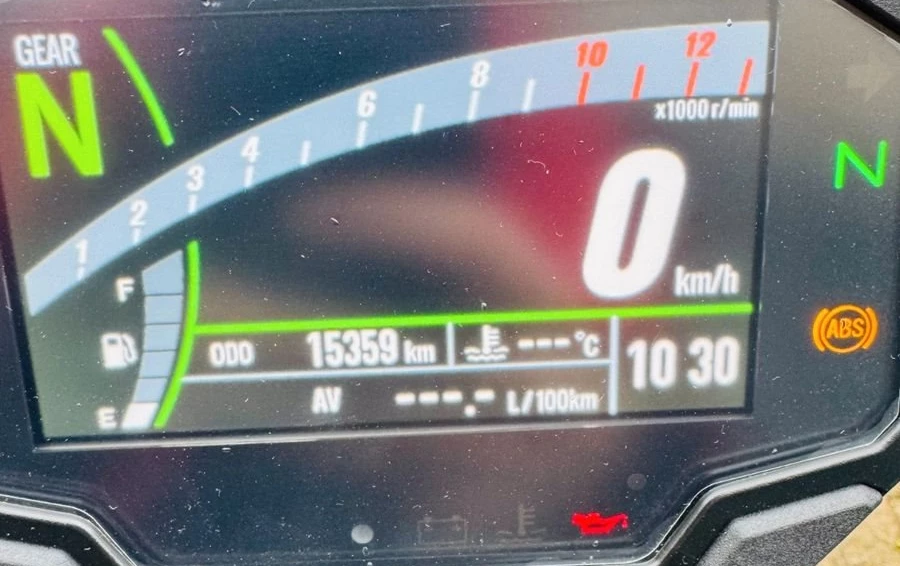 GEAR
N
1 2 3 4 6 8 10 12
x1000 r/min
N
0 km/h
F
E
ODO 15359 km
---°C
10 30
AV ---.- L/100km
ABS